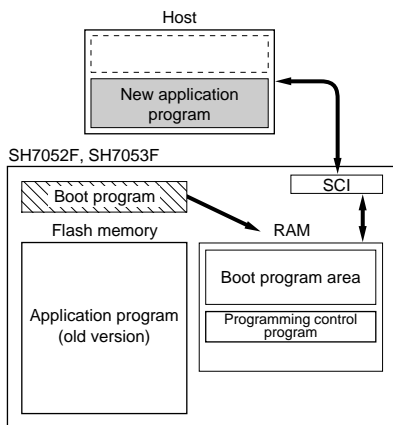 Host
New application
program
SH7052F, SH7053F
SCI
Boot program
Flash memory
RAM
Boot program area
Application program
(old version)
Programming control
program